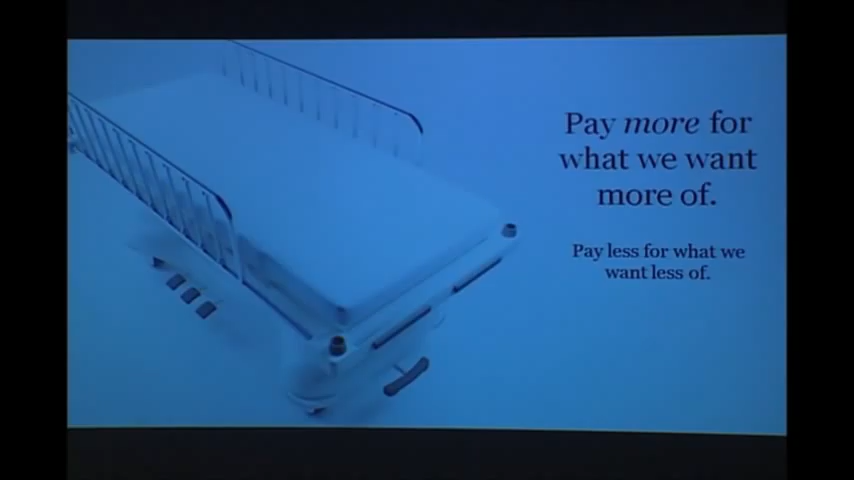 Pay more for
what we want
more of.
Pay less for what we
want less of.